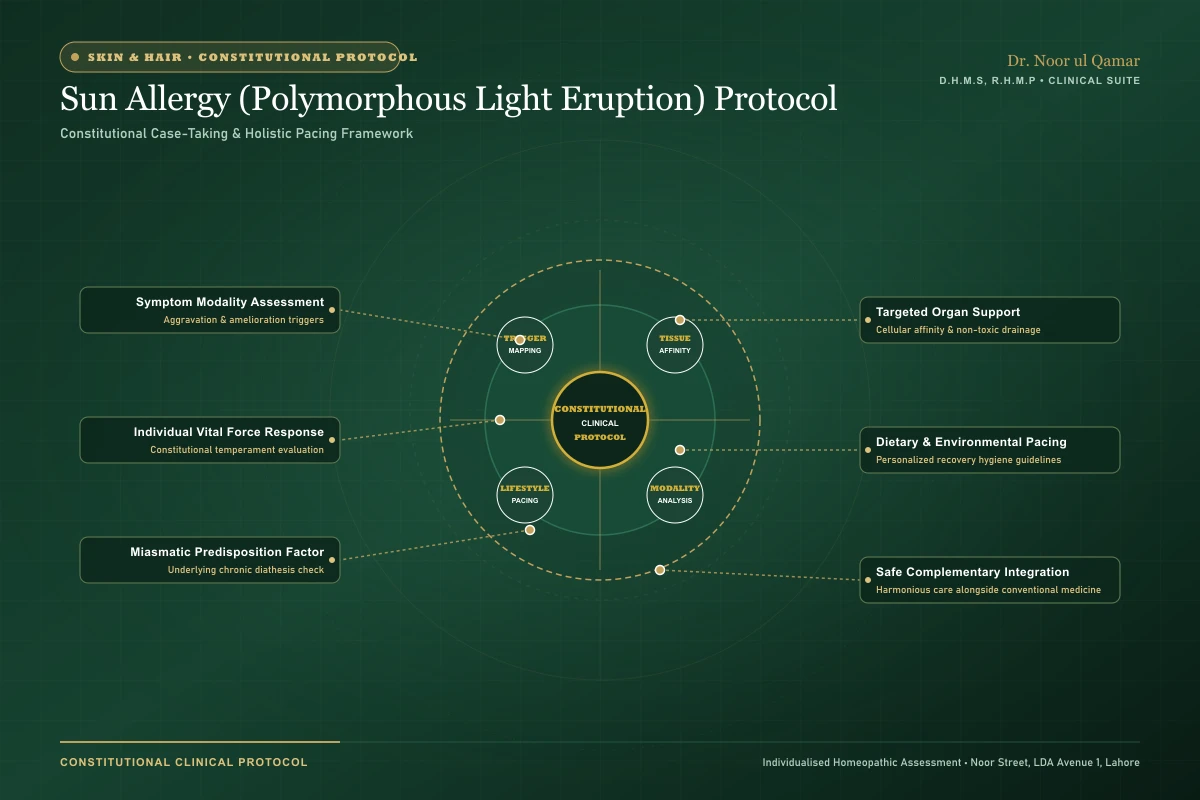 SKIN & HAIR • CONSTITUTIONAL PROTOCOL
Dr. Noor ul Qamar
D.H.M.S, R.H.M.P • CLINICAL SUITE
Sun Allergy (Polymorphous Light Eruption) Protocol
Constitutional Case-Taking & Holistic Pacing Framework
Symptom Modality Assessment
Aggravation & amelioration triggers
Individual Vital Force Response
Constitutional temperament evaluation
Miasmatic Predisposition Factor
Underlying chronic diathesis check
MAPPING
TISSUE
AFFINITY
CONSTITUTIONAL
CLINICAL
PROTOCOL
LIFESTYLE
PACING
MODALITY
ANALYSIS
Targeted Organ Support
Cellular affinity & non-toxic drainage
Dietary & Environmental Pacing
Personalized recovery hygiene guidelines
Safe Complementary Integration
Harmonious care alongside conventional medicine
CONSTITUTIONAL CLINICAL PROTOCOL
Individualised Homeopathic Assessment • Noor Street, LDA Avenue 1, Lahore